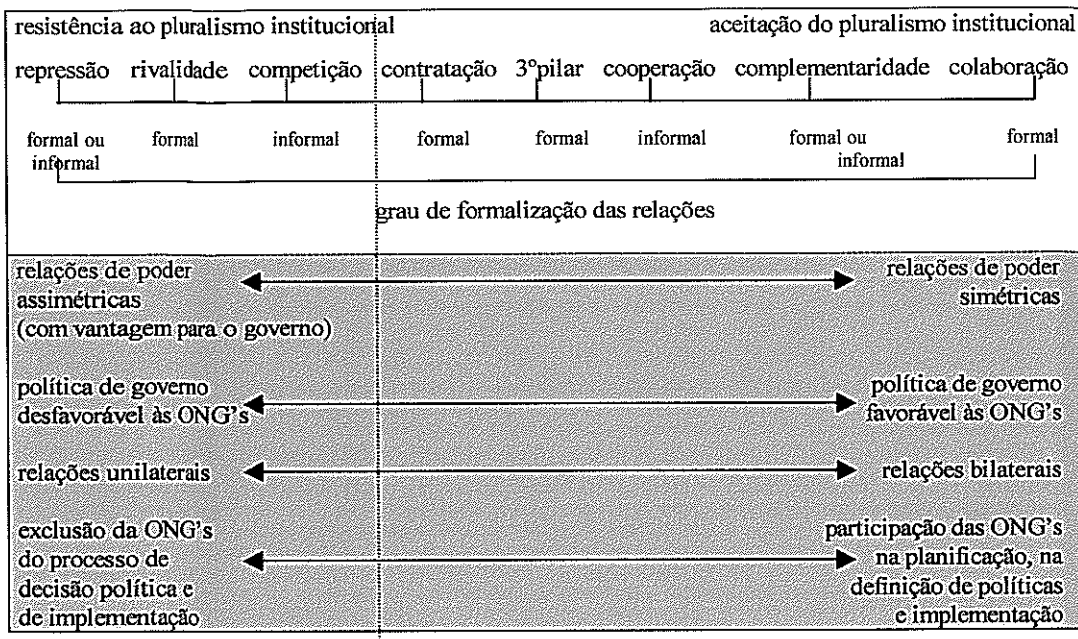 resistência ao pluralismo institucional aceitação do pluralismo institucional
repressão rivalidade competição contratação 3ºpilar cooperação complementaridade colaboração
formal ou formal informal formal formal informal formal ou formal
informal informal
grau de formalização das relações
relações de poder
assimétricas
(com vantagem para o governo)
relações de poder
simétricas
política de governo
desfavorável às ONG's
política de governo
favorável às ONG's
relações unilaterais
relações bilaterais
exclusão da ONG's
do processo de
decisão política e
de implementação
participação das ONG's
na planificação, na
definição de políticas
e implementação